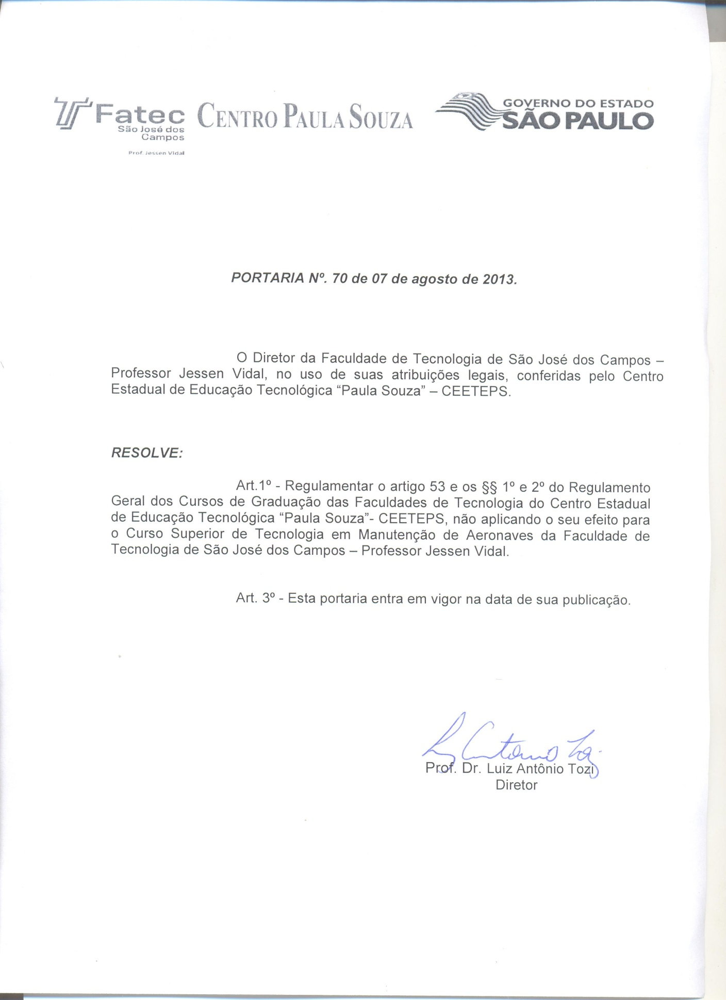 Fatec
São José dos
Campos
Prof. Jessen Vidal
CENTRO PAULA SOUZA
GOVERNO DO ESTADO
SÃO PAULO
PORTARIA Nº. 70 de 07 de agosto de 2013.
O Diretor da Faculdade de Tecnologia de São José dos Campos –
Professor Jessen Vidal, no uso de suas atribuições legais, conferidas pelo Centro
Estadual de Educação Tecnológica “Paula Souza” – CEETEPS.
RESOLVE:
Art.1º - Regulamentar o artigo 53 e os §§ 1º e 2º do Regulamento
Geral dos Cursos de Graduação das Faculdades de Tecnologia do Centro Estadual
de Educação Tecnológica “Paula Souza”- CEETEPS, não aplicando o seu efeito para
o Curso Superior de Tecnologia em Manutenção de Aeronaves da Faculdade de
Tecnologia de São José dos Campos – Professor Jessen Vidal.
Art. 3º - Esta portaria entra em vigor na data de sua publicação.
Prof. Dr. Luiz Antônio Tozi
Diretor